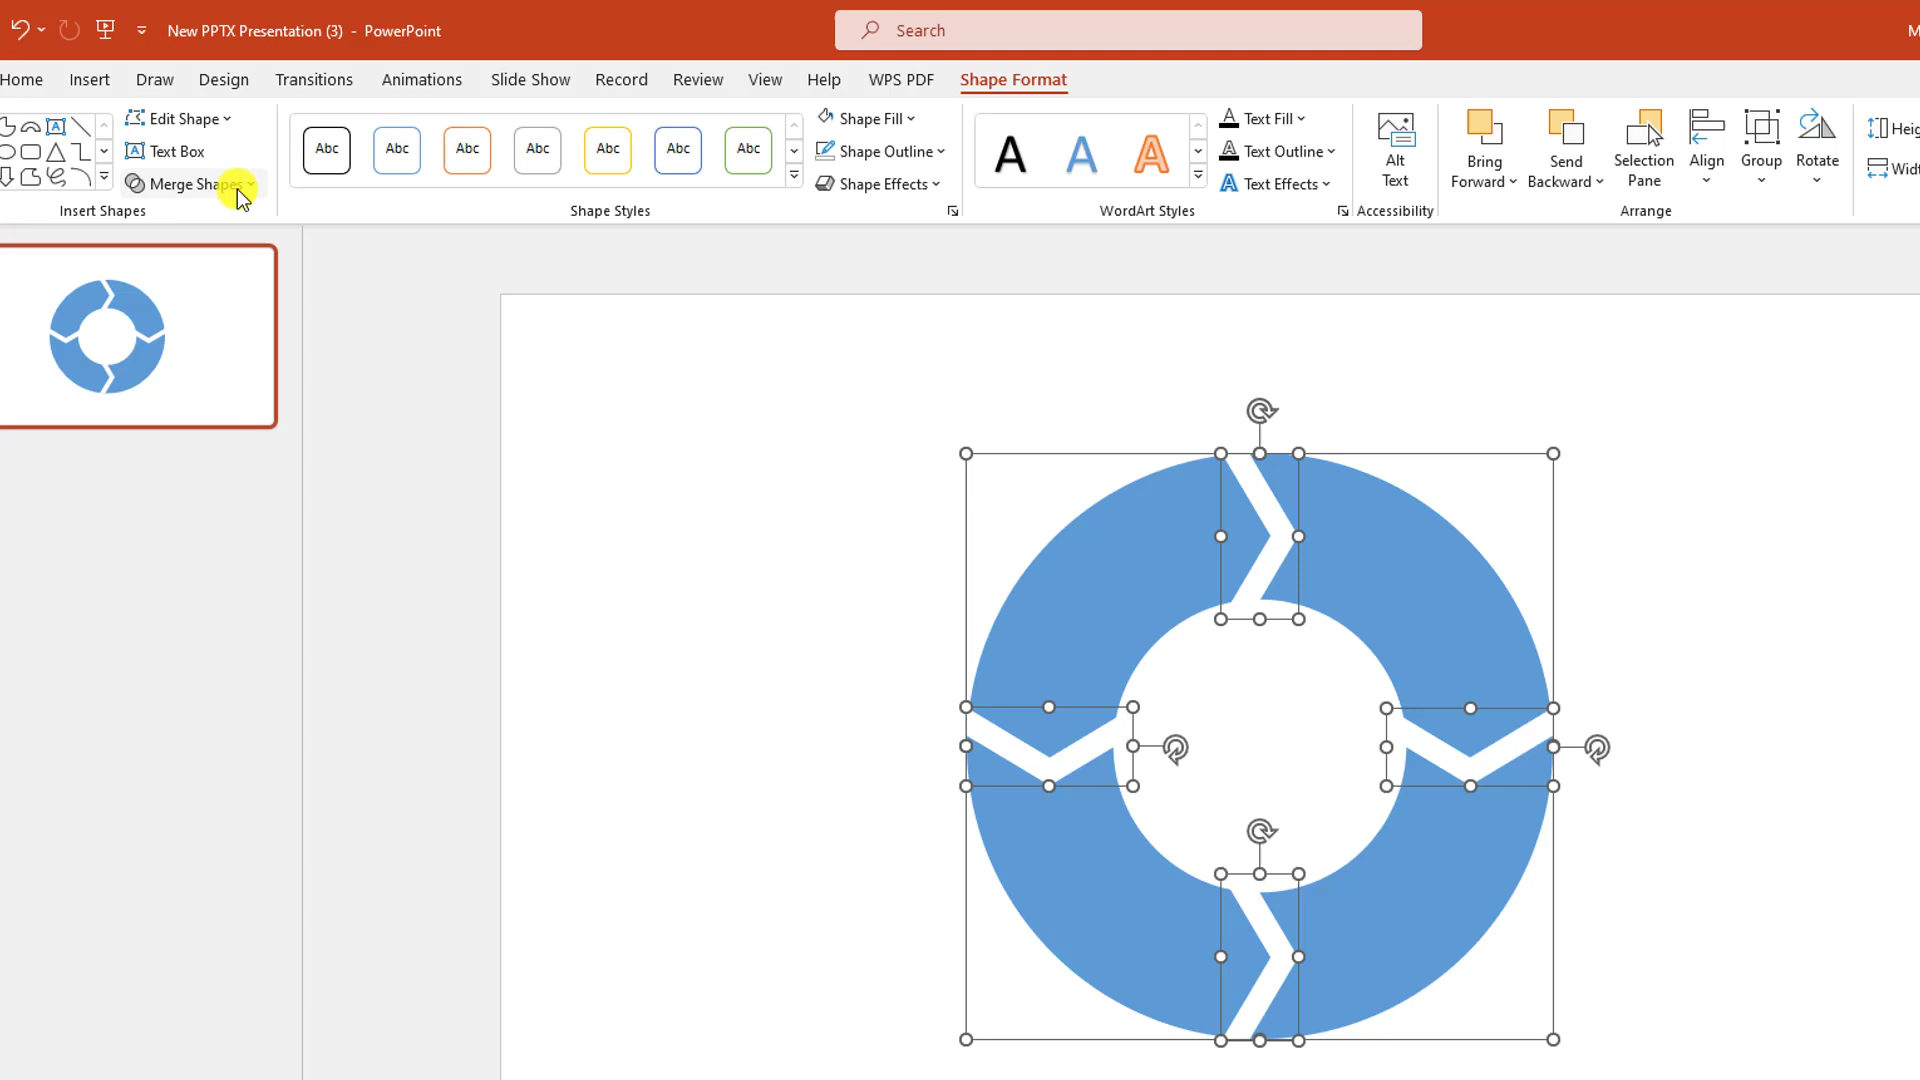 New PPTX Presentation (3) - PowerPoint
Search
M
Home Insert Draw Design Transitions Animations Slide Show Record Review View Help WPS PDF Shape Format
Edit Shape
Text Box
Merge Shapes
Insert Shapes
Abc Abc Abc Abc Abc Abc Abc
Shape Fill
Shape Outline
Shape Effects
Shape Styles
A A A
Text Fill
Text Outline
Text Effects
WordArt Styles
Alt
Text
Accessibility
Bring
Forward
Send
Backward
Selection
Pane
Align
Group
Rotate
Arrange
Heig
Widt